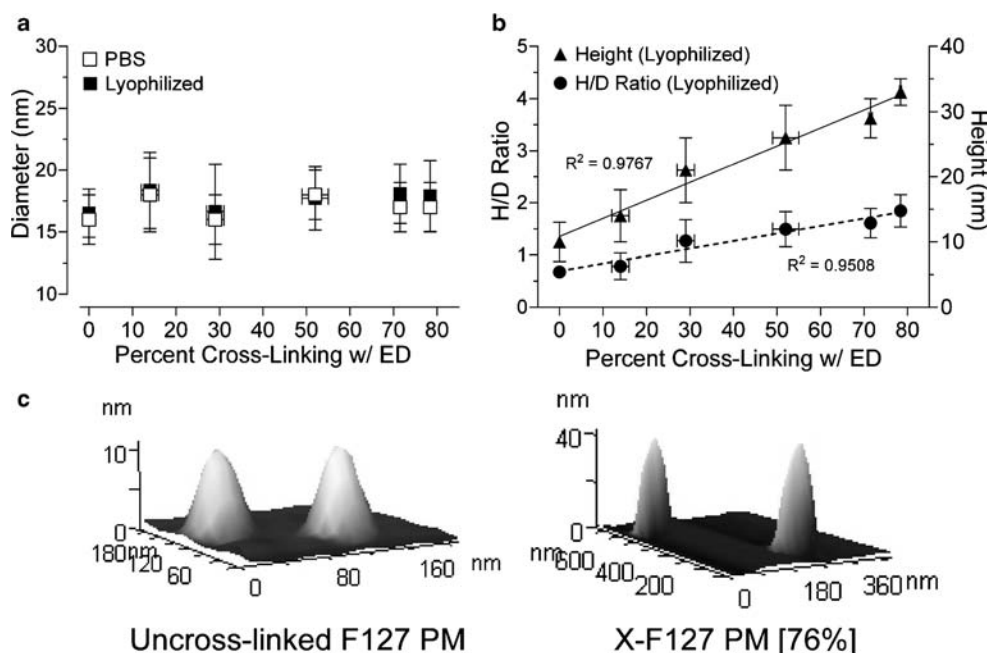 a
30
25
20
15
10
Diameter (nm)
PBS
Lyophilized
0 10 20 30 40 50 60 70 80
Percent Cross-Linking w/ ED
b
5
4
3
2
1
0
H/D Ratio
Height (Lyophilized)
H/D Ratio (Lyophilized)
R² = 0.9767
R² = 0.9508
40
30
20
10
0
Height (nm)
0 10 20 30 40 50 60 70 80
Percent Cross-Linking w/ ED
c
nm
10
0
180nm
120
60
0
80
160
nm
Uncross-linked F127 PM
nm
40
20
0
nm
600
400
200
0
180
360nm
X-F127 PM [76%]